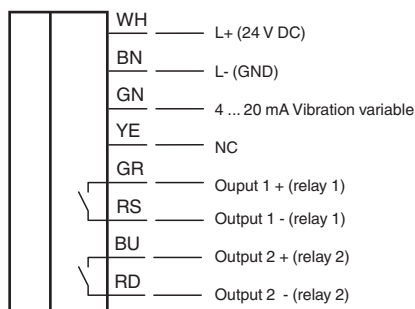 WH L+ (24 V DC)
BN L- (GND)
GN 4 ... 20 mA Vibration variable
YE NC
GR Ouput 1 + (relay 1)
RS Output 1 - (relay 1)
BU Output 2 + (relay 2)
RD Output 2 - (relay 2)